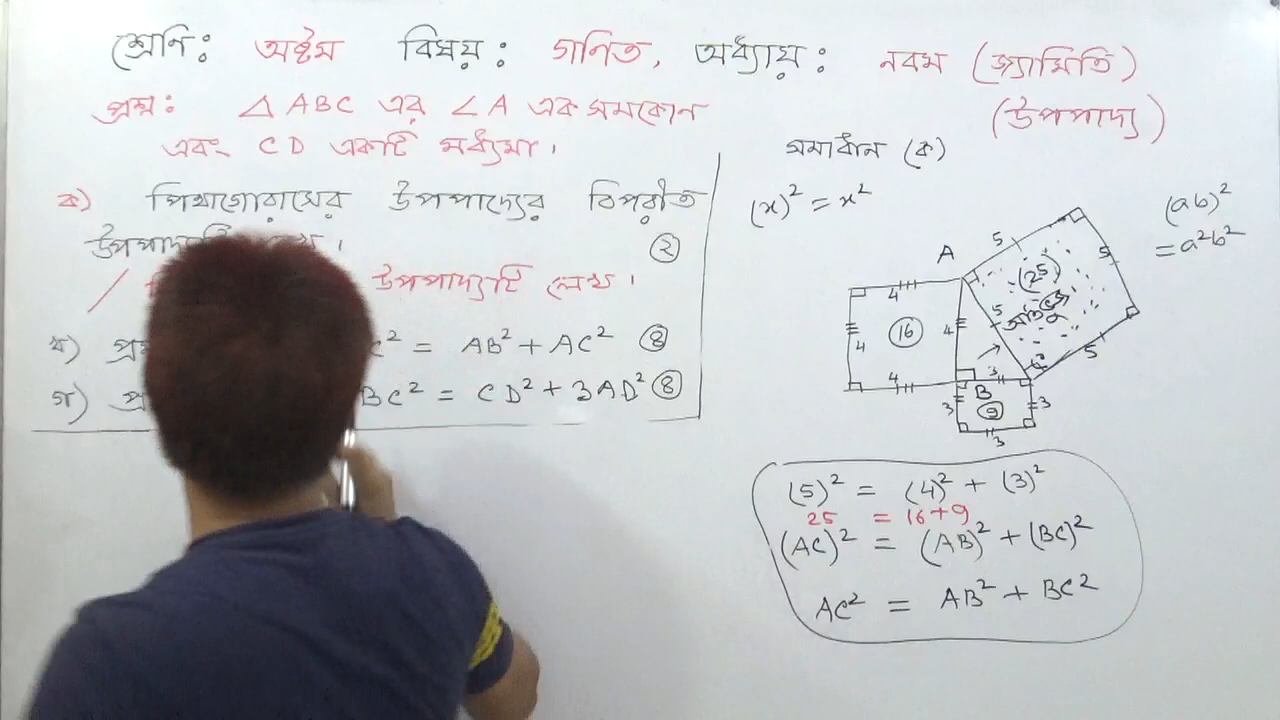 শ্রেণি: অষ্টম বিষয়: গণিত, অধ্যায়: নবম (জ্যামিতি)
(উপপাদ্য)
প্রশ্ন: △ ABC এর ∠A এক সমকোন
এবং CD একটি মধ্যমা।
ক) পিথাগোরাসের উপপাদ্যের বিপরীত
২
/ উপপাদ্যটি লেখ।
খ) = AB² + AC² ৪
গ) BC² = CD² + 3AD² ৪
সমাধান (ক)
(x)² = x²
(ab)²
= a²b²
A
5
5
(25)
5
অতিভুজ
5
4
16
4
4
4
3
B
C
3
9
3
3
(5)² = (4)² + (3)²
25 = 16+9
(AC)² = (AB)² + (BC)²
AC² = AB² + BC²